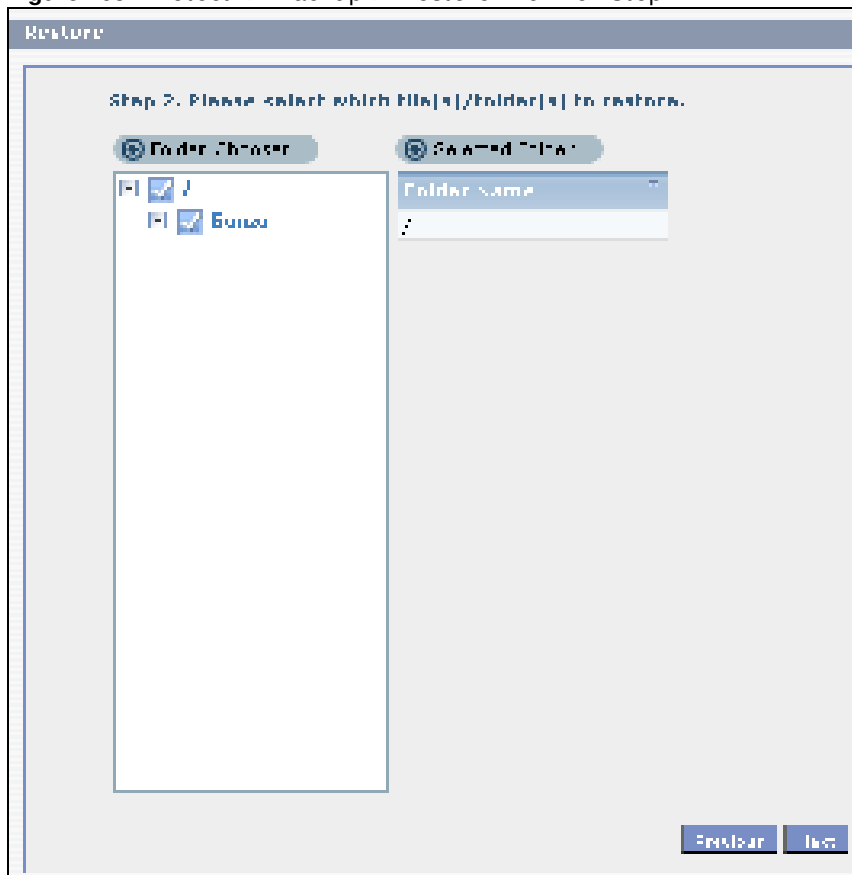 Restore
Step 2. Please select which file(s)/folder(s) to restore.
Folder Chooser
Selected Folder
/
Folder Name
/
Previous Next